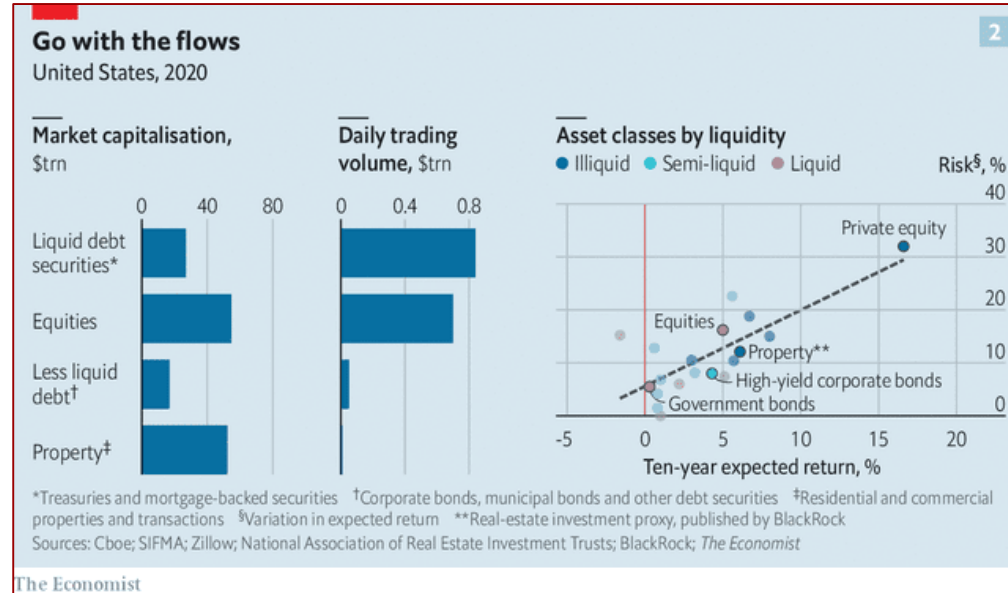 Go with the flows
2
United States, 2020
Market capitalisation,
$trn
0 40 80
Daily trading
volume, $trn
0 0.4 0.8
Liquid debt
securities*
Equities
Less liquid
debt†
Property‡
Asset classes by liquidity
Illiquid Semi-liquid Liquid
Risk§, %
40
30
20
10
0
Private equity
Equities
Property**
High-yield corporate bonds
Government bonds
-5 0 5 10 15 20
Ten-year expected return, %
*Treasuries and mortgage-backed securities †Corporate bonds, municipal bonds and other debt securities ‡Residential and commercial
properties and transactions §Variation in expected return **Real-estate investment proxy, published by BlackRock
Sources: Cboe; SIFMA; Zillow; National Association of Real Estate Investment Trusts; BlackRock; The Economist
The Economist